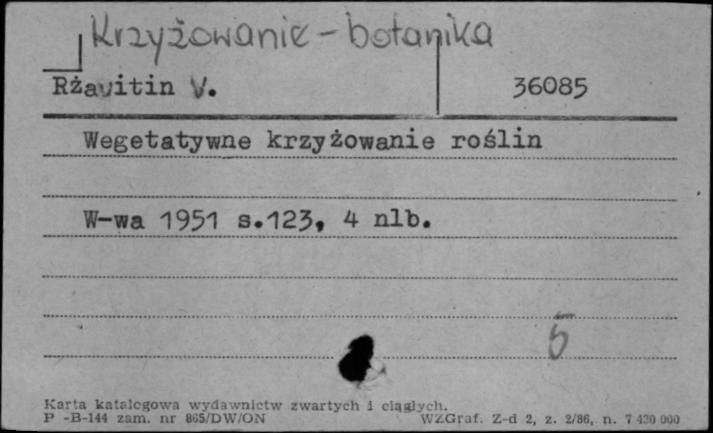 Krzyżowanie - botanika
Rżavitin V. 36085
Wegetatywne krzyżowanie roślin
W-wa 1951 s.123, 4 nlb.
5
Karta katalogowa wydawnictw zwartych i ciągłych.
P -B-144 zam. nr 865/DW/ON WZGraf. Z-d 2, z. 2/86, n. 7 430 000